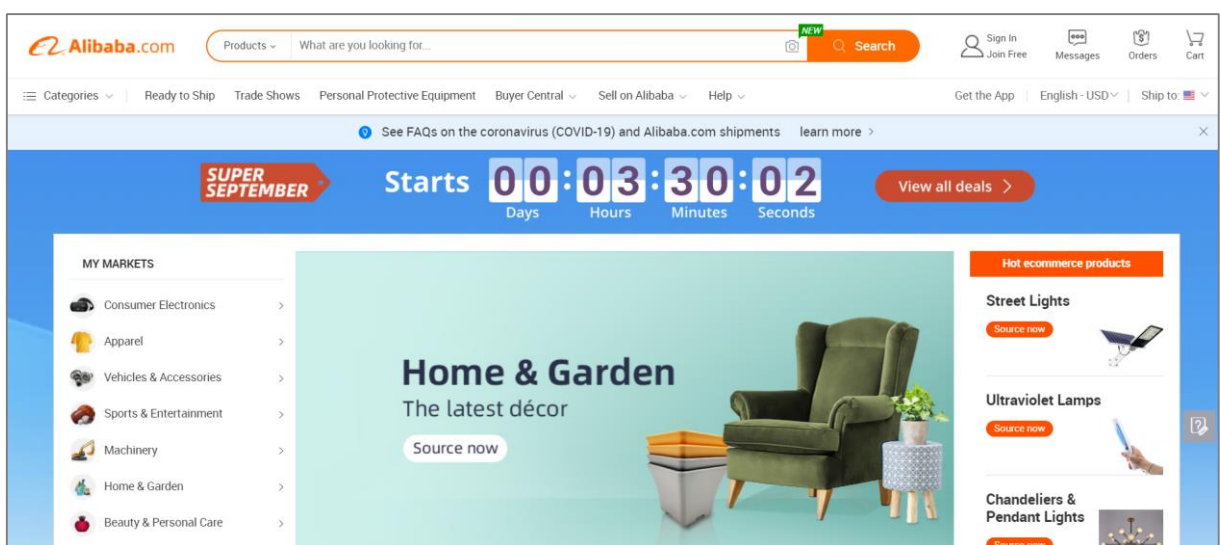 Alibaba.com
Products
What are you looking for...
NEW
Search
Sign In
Join Free
Messages
Orders
Cart
Categories
Ready to Ship
Trade Shows
Personal Protective Equipment
Buyer Central
Sell on Alibaba
Help
Get the App
English - USD
Ship to:
See FAQs on the coronavirus (COVID-19) and Alibaba.com shipments learn more >
SUPER
SEPTEMBER
Starts 00:03:30:02
Days Hours Minutes Seconds
View all deals >
MY MARKETS
Consumer Electronics
Apparel
Vehicles & Accessories
Sports & Entertainment
Machinery
Home & Garden
Beauty & Personal Care
Home & Garden
The latest décor
Source now
Hot ecommerce products
Street Lights
Source now
Ultraviolet Lamps
Source now
Chandeliers &
Pendant Lights
Source now